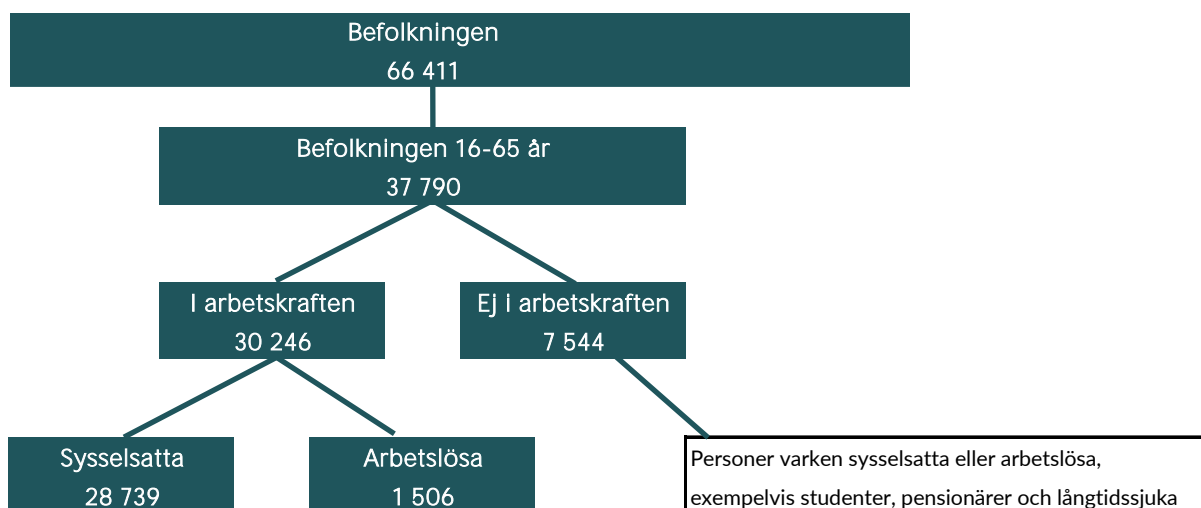 Befolkningen
66 411
Befolkningen 16-65 år
37 790
I arbetskraften
30 246
Ej i arbetskraften
7 544
Sysselsatta
28 739
Arbetslösa
1 506
Personer varken sysselsatta eller arbetslösa,
exempelvis studenter, pensionärer och långtidssjuka